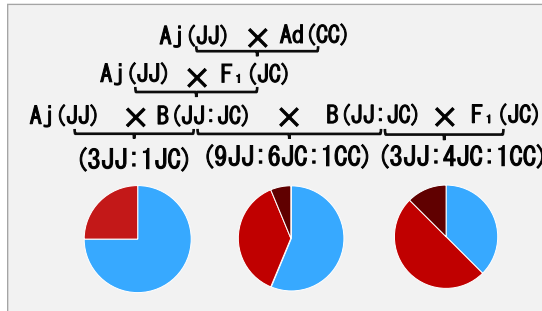 Aj(JJ) × Ad(CC)
Aj(JJ) × F₁(JC)
Aj(JJ) × B(JJ:JC) × B(JJ:JC) × F₁(JC)
(3JJ:1JC) (9JJ:6JC:1CC) (3JJ:4JC:1CC)